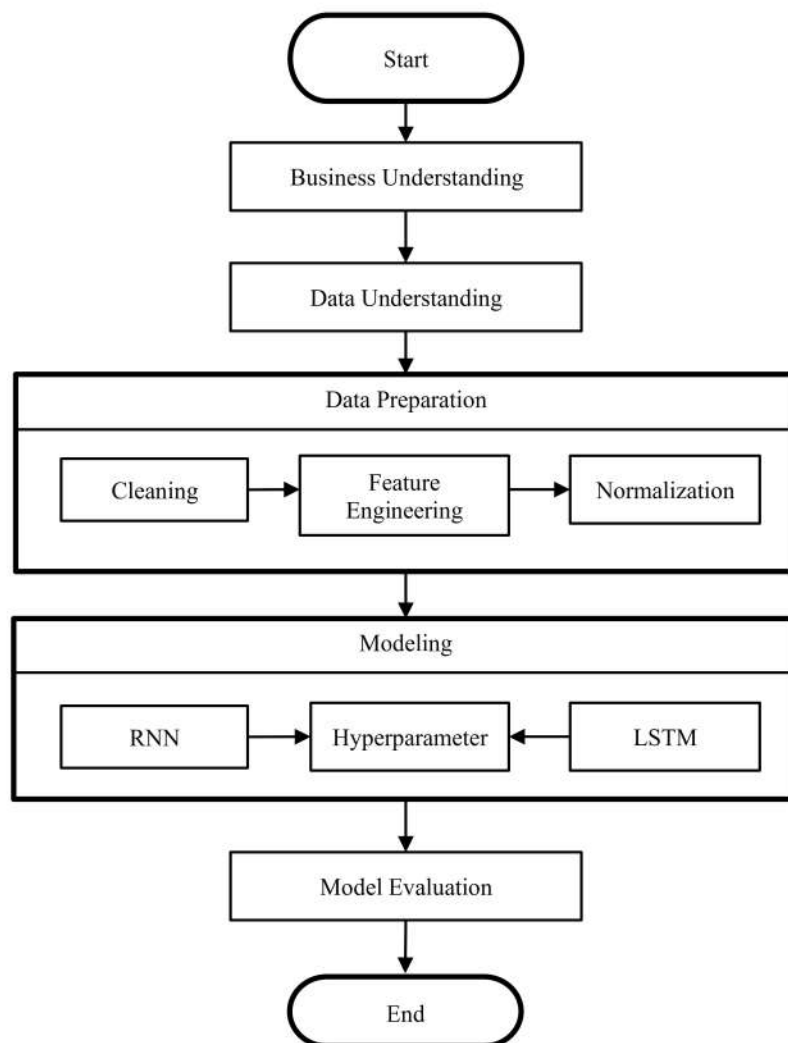 Start
Business Understanding
Data Understanding
Data Preparation
Cleaning
Feature
Engineering
Normalization
Modeling
RNN
Hyperparameter
LSTM
Model Evaluation
End